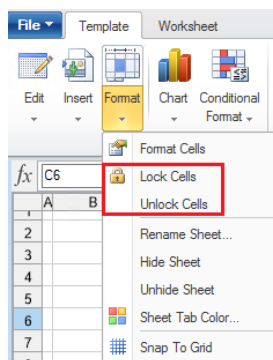 File Template Worksheet
Edit Insert Format Chart Conditional
Format
Format Cells
fx C6
Lock Cells
A B
Unlock Cells
1
2
Rename Sheet...
3
Hide Sheet
4
Unhide Sheet
5
6
Sheet Tab Color...
7
Snap To Grid